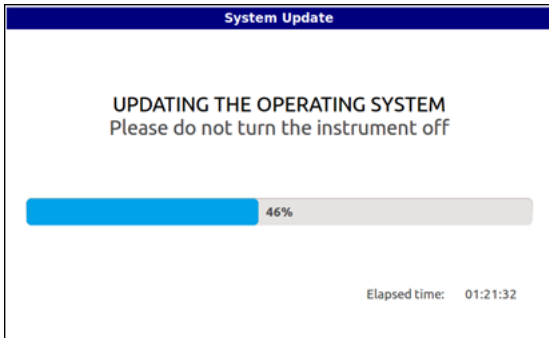 System Update
UPDATING THE OPERATING SYSTEM
Please do not turn the instrument off
46%
Elapsed time: 01:21:32